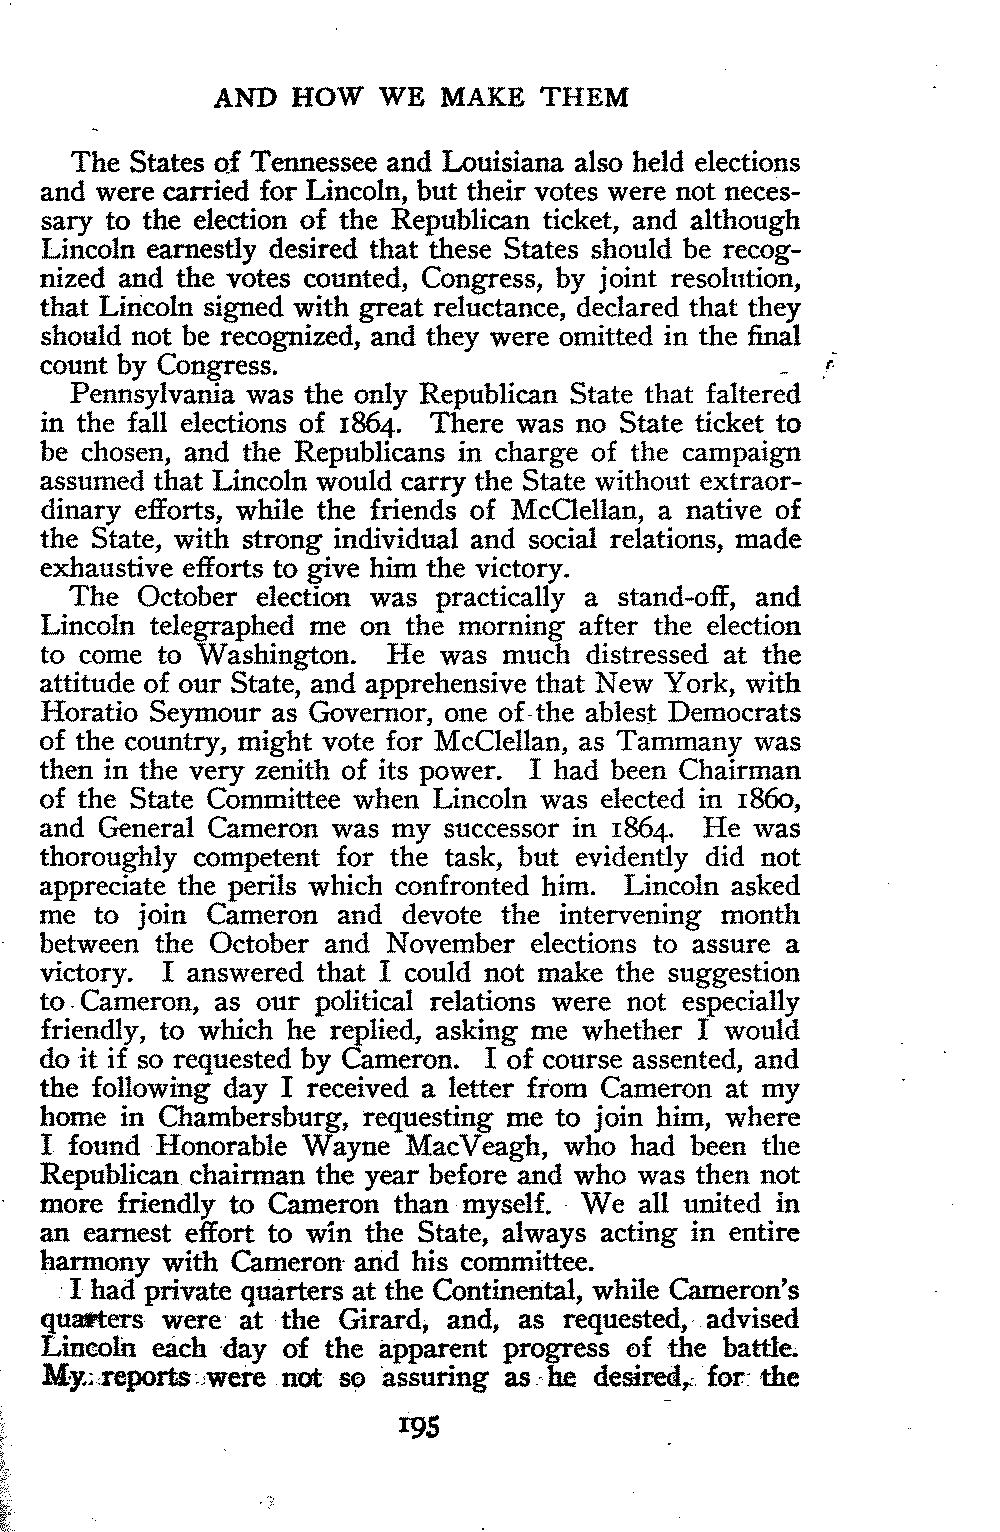 AND HOW WE MAKE THEM
The States of Tennessee and Louisiana also held elections
and were carried for Lincoln, but their votes were not neces-
sary to the election of the Republican ticket, and although
Lincoln earnestly desired that these States should be recog-
nized and the votes counted, Congress, by joint resolution,
that Lincoln signed with great reluctance, declared that they
should not be recognized, and they were omitted in the final
count by Congress.
Pennsylvania was the only Republican State that faltered
in the fall elections of 1864. There was no State ticket to
be chosen, and the Republicans in charge of the campaign
assumed that Lincoln would carry the State without extraor-
dinary efforts, while the friends of McClellan, a native of
the State, with strong individual and social relations, made
exhaustive efforts to give him the victory.
The October election was practically a stand-off, and
Lincoln telegraphed me on the morning after the election
to come to Washington. He was much distressed at the
attitude of our State, and apprehensive that New York, with
Horatio Seymour as Governor, one of the ablest Democrats
of the country, might vote for McClellan, as Tammany was
then in the very zenith of its power. I had been Chairman
of the State Committee when Lincoln was elected in 1860,
and General Cameron was my successor in 1864. He was
thoroughly competent for the task, but evidently did not
appreciate the perils which confronted him. Lincoln asked
me to join Cameron and devote the intervening month
between the October and November elections to assure a
victory. I answered that I could not make the suggestion
to Cameron, as our political relations were not especially
friendly, to which he replied, asking me whether I would
do it if so requested by Cameron. I of course assented, and
the following day I received a letter from Cameron at my
home in Chambersburg, requesting me to join him, where
I found Honorable Wayne MacVeagh, who had been the
Republican chairman the year before and who was then not
more friendly to Cameron than myself. We all united in
an earnest effort to win the State, always acting in entire
harmony with Cameron and his committee.
I had private quarters at the Continental, while Cameron's
quarters were at the Girard, and, as requested, advised
Lincoln each day of the apparent progress of the battle.
My reports were not so assuring as he desired, for the
195